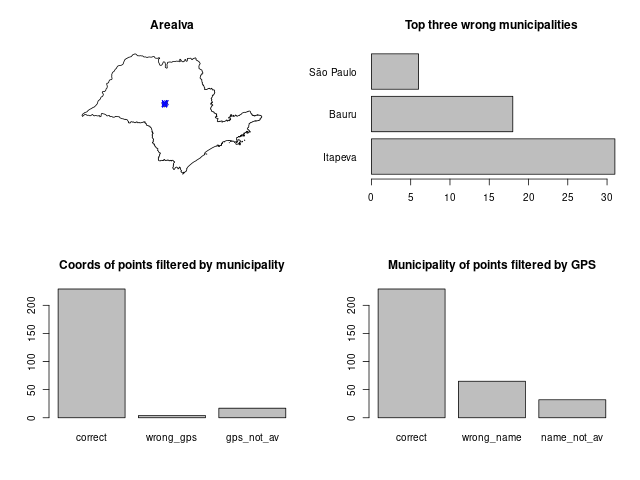 Arealva
Top three wrong municipalities
São Paulo
Bauru
Itapeva
0 5 10 15 20 25 30
Coords of points filtered by municipality
200
150
100
50
0
correct wrong_gps gps_not_av
Municipality of points filtered by GPS
200
150
100
50
0
correct wrong_name name_not_av